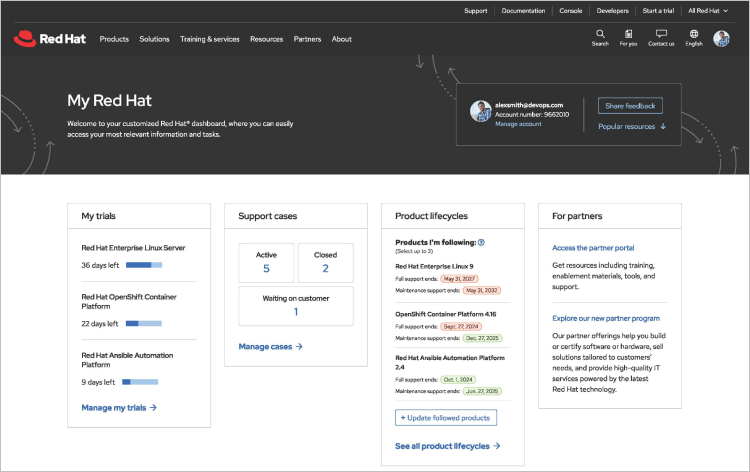 Support
Documentation
Console
Developers
Start a trial
All Red Hat
Red Hat
Products
Solutions
Training & services
Resources
Partners
About
Search
For you
Contact us
English
My Red Hat
Welcome to your customized Red Hat® dashboard, where you can easily
access your most relevant information and tasks.
alexsmith@devops.com
Account number: 9662010
Manage account
Share feedback
Popular resources
My trials
Red Hat Enterprise Linux Server
36 days left
Red Hat OpenShift Container
Platform
22 days left
Red Hat Ansible Automation
Platform
9 days left
Manage my trials
Support cases
Active
5
Closed
2
Waiting on customer
1
Manage cases
Product lifecycles
Products I'm following:
(Select up to 3)
Red Hat Enterprise Linux 9
Full support ends: May 31, 2027
Maintenance support ends: May 31, 2032
OpenShift Container Platform 4.16
Full support ends: Sept. 27, 2024
Maintenance support ends: Dec. 27, 2025
Red Hat Ansible Automation Platform
2.4
Full support ends: Oct. 1, 2024
Maintenance support ends: Jun. 27, 2025
+ Update followed products
See all product lifecycles
For partners
Access the partner portal
Get resources including training,
enablement materials, tools, and
support.
Explore our new partner program
Our partner offerings help you build
or certify software or hardware, sell
solutions tailored to customers'
needs, and provide high-quality IT
services powered by the latest
Red Hat technology.